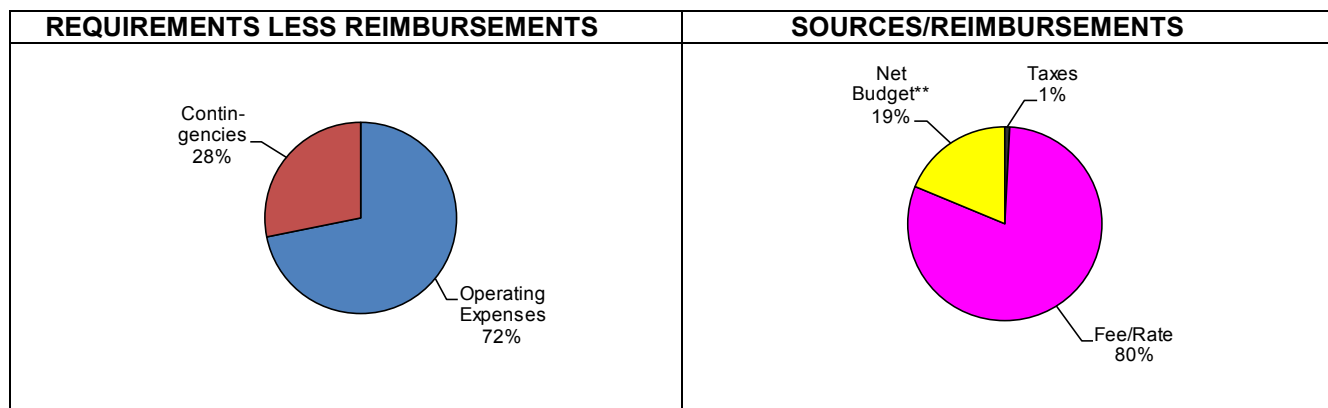 REQUIREMENTS LESS REIMBURSEMENTS
Contin-
gencies
28%
Operating
Expenses
72%
SOURCES/REIMBURSEMENTS
Net
Budget**
19%
Taxes
1%
Fee/Rate
80%